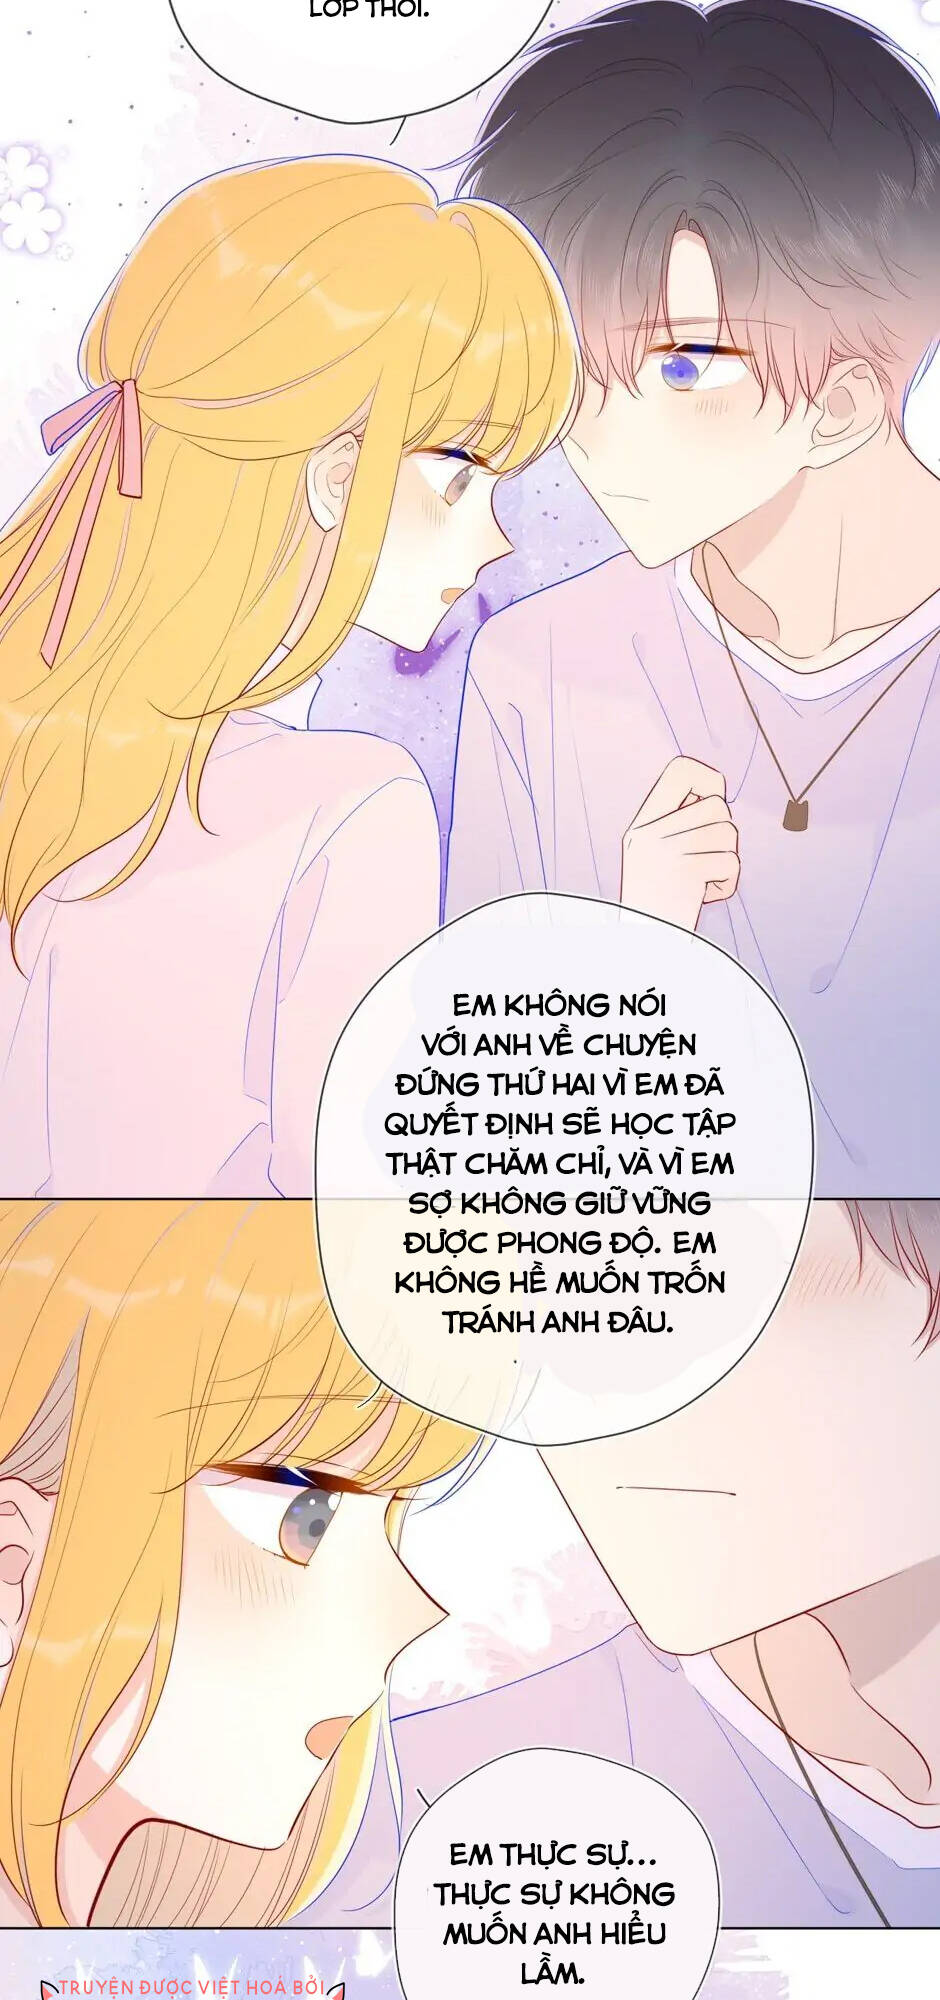 LỚP THÔI.
EM KHÔNG NÓI
VỚI ANH VỀ CHUYỆN
ĐỨNG THỨ HAI VÌ EM ĐÃ
QUYẾT ĐỊNH SẼ HỌC TẬP
THẬT CHĂM CHỈ, VÀ VÌ EM
SỢ KHÔNG GIỮ VỮNG
ĐƯỢC PHONG ĐỘ. EM
KHÔNG HỀ MUỐN TRỐN
TRÁNH ANH ĐÂU.
EM THỰC SỰ...
THỰC SỰ KHÔNG
MUỐN ANH HIỂU
LẦM.
TRUYỆN ĐƯỢC VIỆT HOÁ BỞI